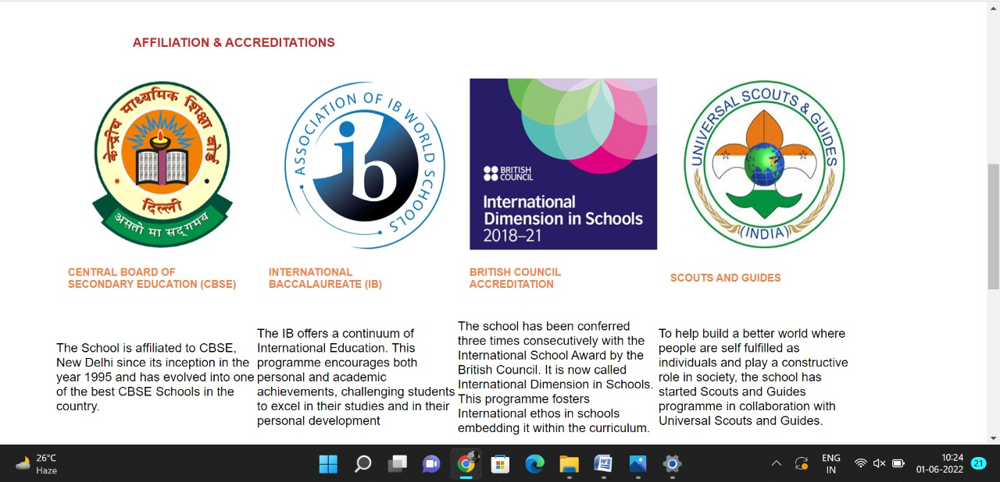 AFFILIATION & ACCREDITATIONS
केन्द्रीय माध्यमिक शिक्षा बोर्ड
दिल्ली
असतो मा सद्गमय
ASSOCIATION OF IB WORLD SCHOOLS
ib
BRITISH
COUNCIL
International
Dimension in Schools
2018–21
UNIVERSAL SCOUTS & GUIDES
(INDIA)
CENTRAL BOARD OF
SECONDARY EDUCATION (CBSE)
The School is affiliated to CBSE,
New Delhi since its inception in the
year 1995 and has evolved into one
of the best CBSE Schools in the
country.
INTERNATIONAL
BACCALAUREATE (IB)
The IB offers a continuum of
International Education. This
programme encourages both
personal and academic
achievements, challenging students
to excel in their studies and in their
personal development
BRITISH COUNCIL
ACCREDITATION
The school has been conferred
three times consecutively with the
International School Award by the
British Council. It is now called
International Dimension in Schools.
This programme fosters
International ethos in schools
embedding it within the curriculum.
SCOUTS AND GUIDES
To help build a better world where
people are self fulfilled as
individuals and play a constructive
role in society, the school has
started Scouts and Guides
programme in collaboration with
Universal Scouts and Guides.
26°C
Haze
W
ENG
IN
10:24
01-06-2022
21